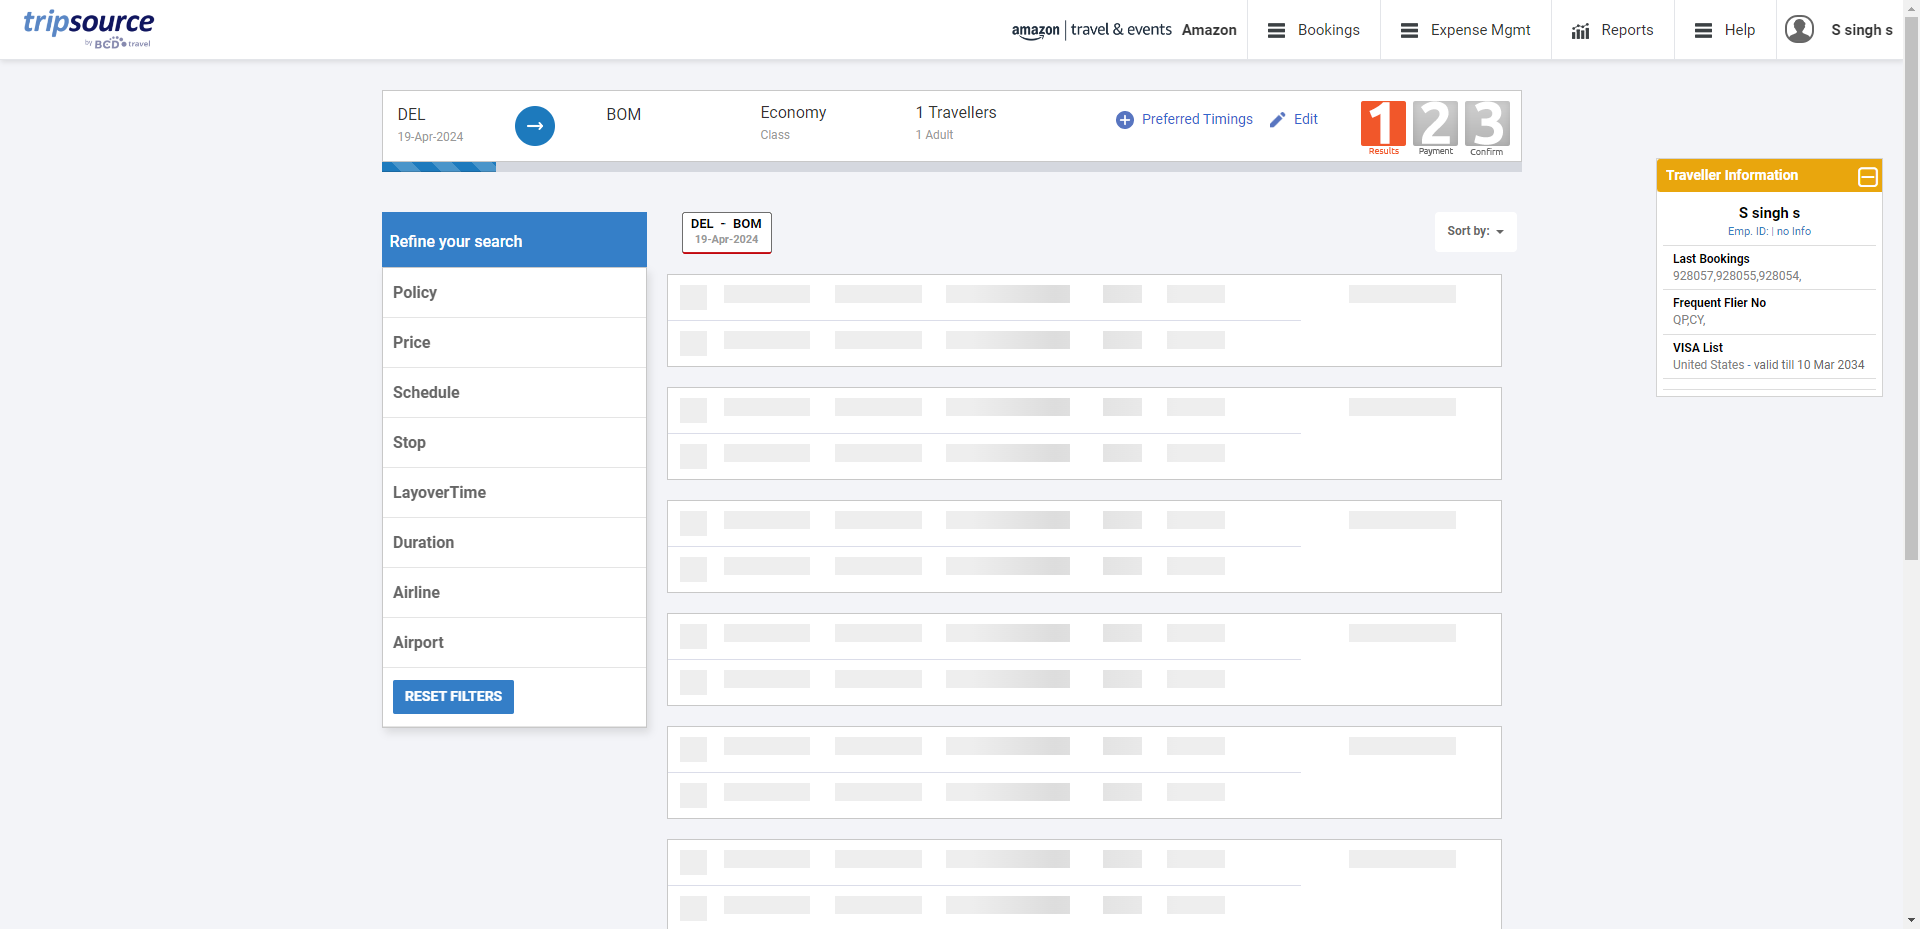 tripsource
by BCD travel
amazon | travel & events Amazon
Bookings
Expense Mgmt
Reports
Help
S singh s
DEL
19-Apr-2024
BOM
Economy
Class
1 Travellers
1 Adult
Preferred Timings
Edit
1
Results
2
Payment
3
Confirm
Traveller Information
S singh s
Emp. ID: | no Info
Last Bookings
928057,928055,928054,
Frequent Flier No
QP,CY,
VISA List
United States - valid till 10 Mar 2034
Refine your search
Policy
Price
Schedule
Stop
LayoverTime
Duration
Airline
Airport
RESET FILTERS
DEL - BOM
19-Apr-2024
Sort by: